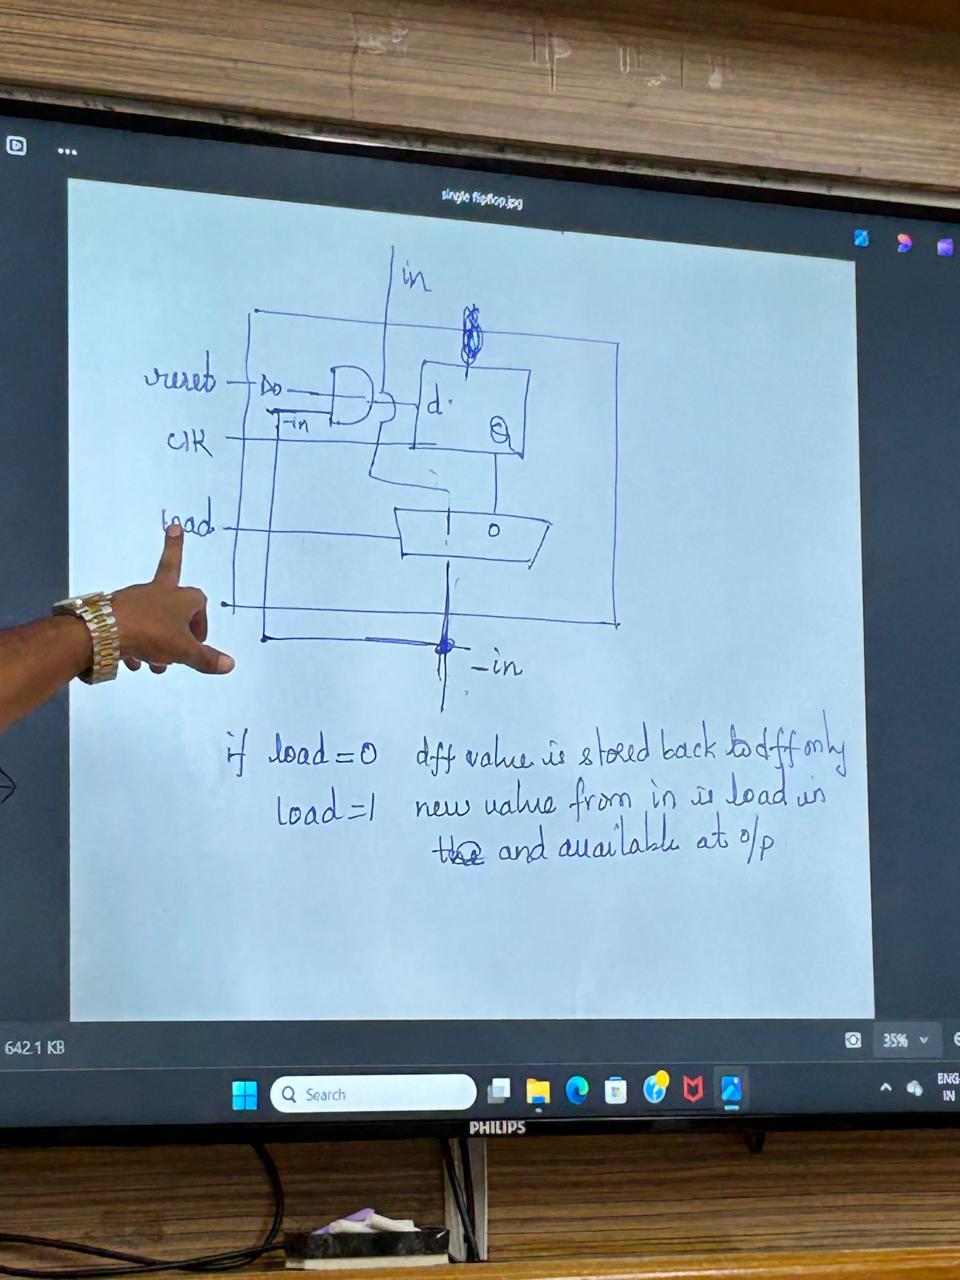 single flipflop.jpg
in
reset
Do
d
-in
Q
clk
load
0
-in
if load=0 dff value is stored back to dff only
load=1 new value from in is load in
and available at o/p
642.1 KB
35%
Search
ENG
IN
PHILIPS